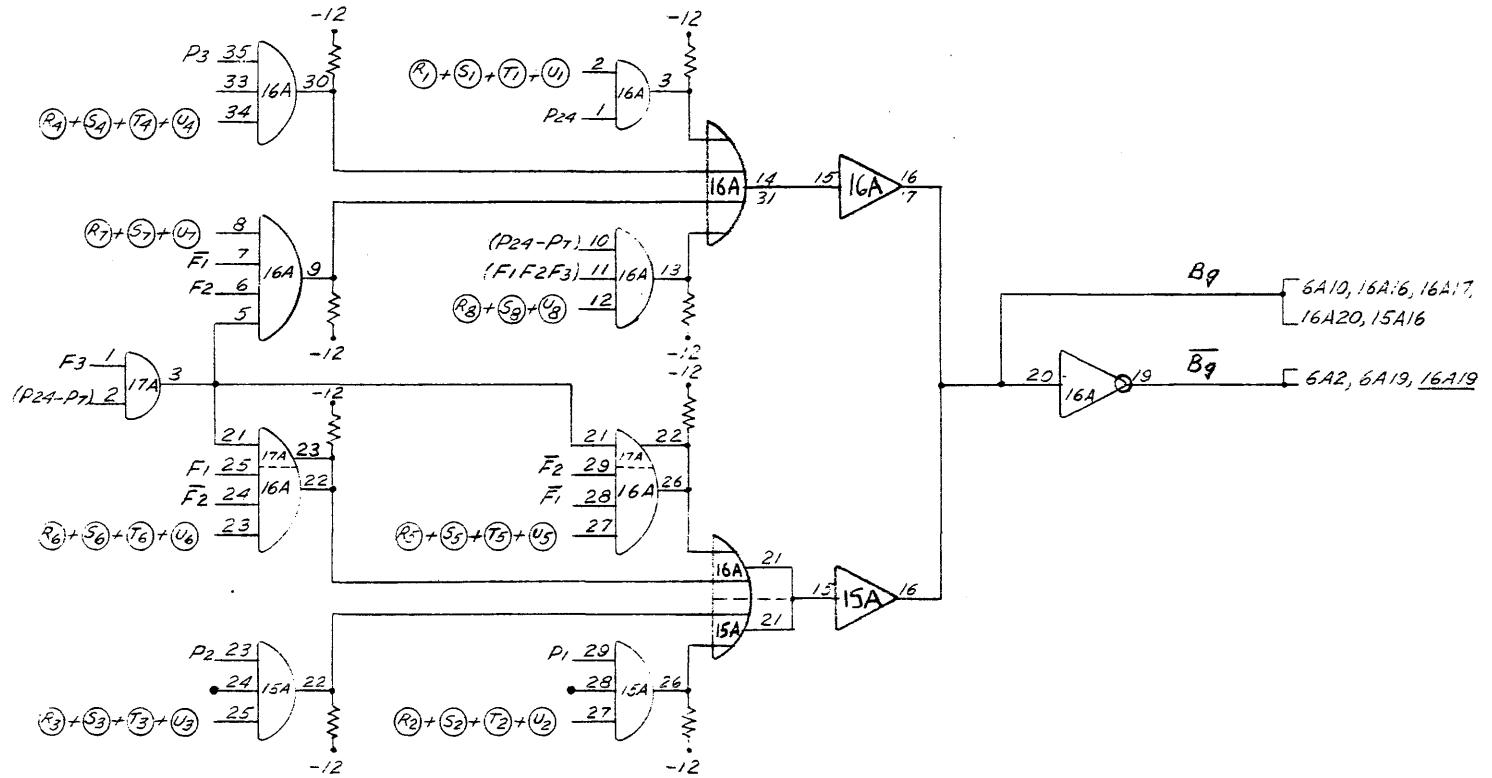 -12
-12
P3 35
33
34
16A
30
R4 + S4 + T4 + U4
R1 + S1 + T1 + U1
2
16A
3
P24 1
16A
14
31
15
16A
16
17
R7 + S7 + U7
8
F̅1 7
F2 6
5
16A
9
-12
(P24-P7) 10
(F1F2F3) 11
12
16A
13
R8 + S8 + U8
-12
Bg
6A10, 16A16, 16A17,
16A20, 15A16
F3 1
(P24-P7) 2
17A
3
20
16A
19
B̅g̅
6A2, 6A19, 16A19
-12
-12
21
F1 25
F̅2 24
23
17A
16A
23
22
R6 + S6 + T6 + U6
21
F̅2 29
F̅1 28
27
17A
16A
22
26
R5 + S5 + T5 + U5
16A
15A
21
21
15
15A
16
P2 23
24
25
15A
22
R3 + S3 + T3 + U3
-12
P1 29
28
27
15A
26
R2 + S2 + T2 + U2
-12